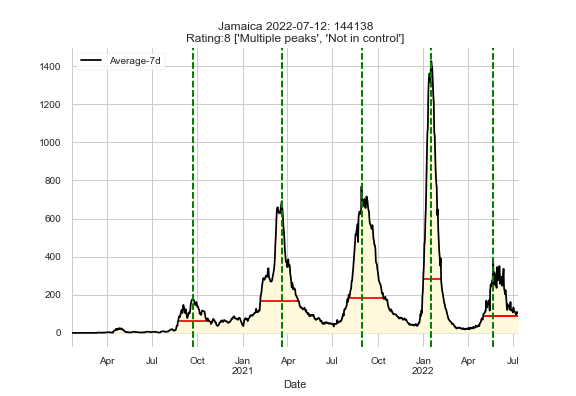 Jamaica 2022-07-12: 144138
Rating:8 ['Multiple peaks', 'Not in control']
Average-7d
1400
1200
1000
800
600
400
200
0
Apr Jul Oct Jan Apr Jul Oct Jan Apr Jul
2021 2022
Date